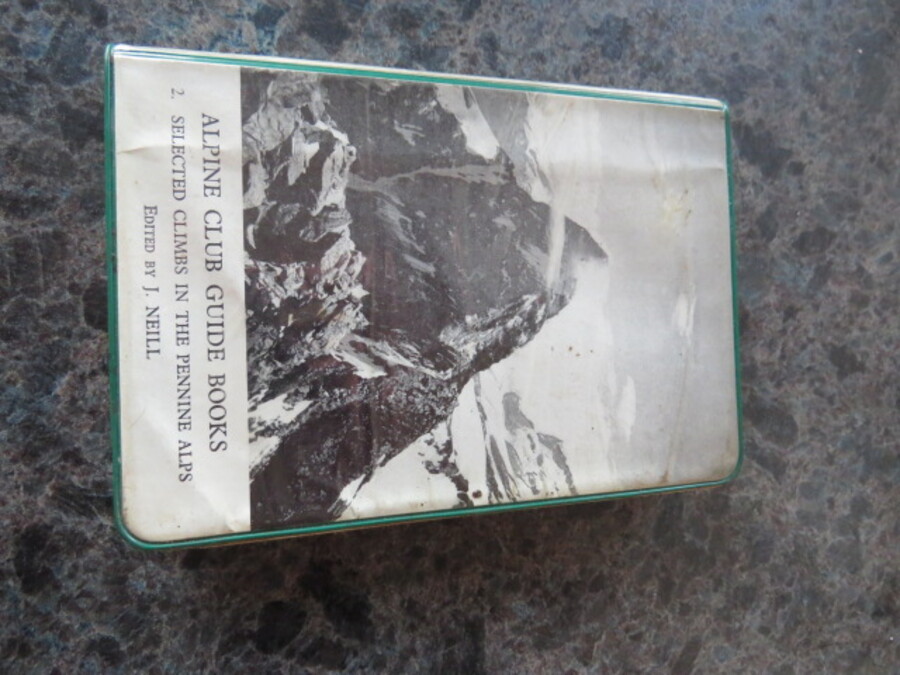 ALPINE CLUB GUIDE BOOKS
2. SELECTED CLIMBS IN THE PENNINE ALPS
EDITED BY J. NEILL